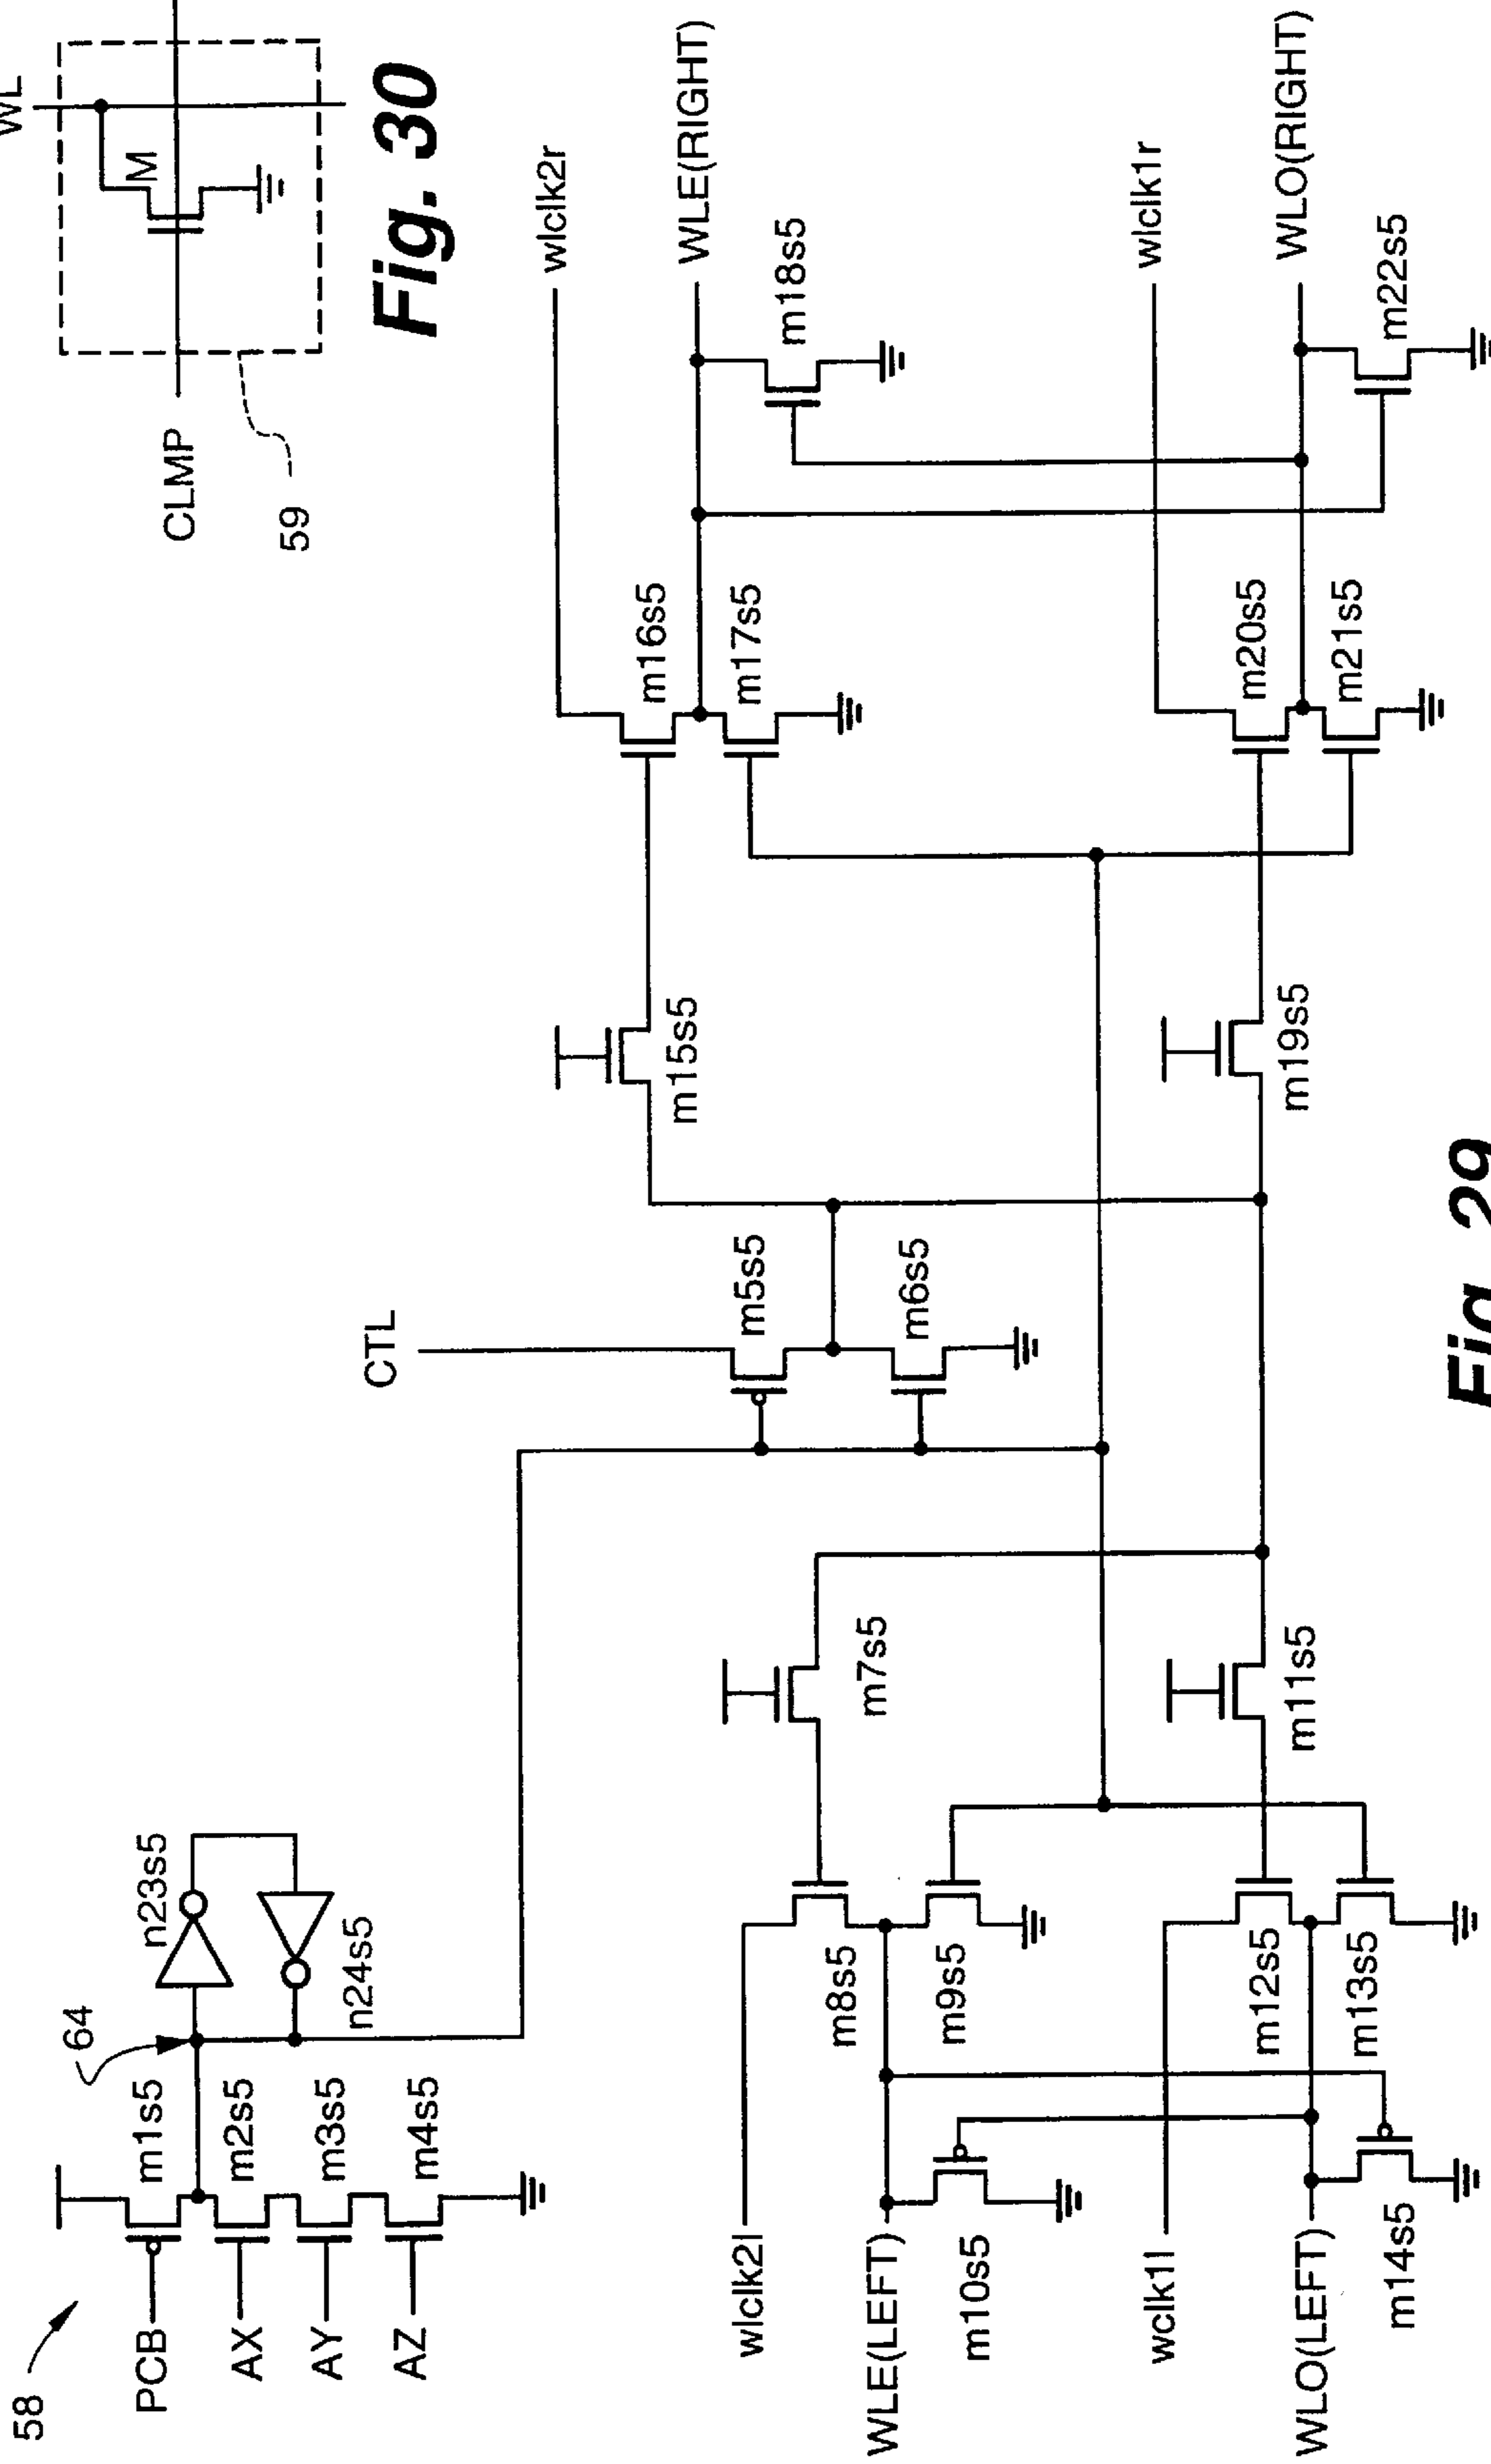 58
PCB
AX
AY
AZ
m1s5
m2s5
m3s5
m4s5
64
n23s5
n24s5
CTL
m5s5
m6s5
wlclk2l
WLE(LEFT)
m10s5
m8s5
m9s5
m7s5
wclk1l
WLO(LEFT)
m14s5
m12s5
m13s5
m11s5
m15s5
m19s5
m16s5
m17s5
m20s5
m21s5
wlclk2r
WLE(RIGHT)
m18s5
wlclk1r
WLO(RIGHT)
m22s5
Fig. 29
WL
M
CLMP
59
Fig. 30